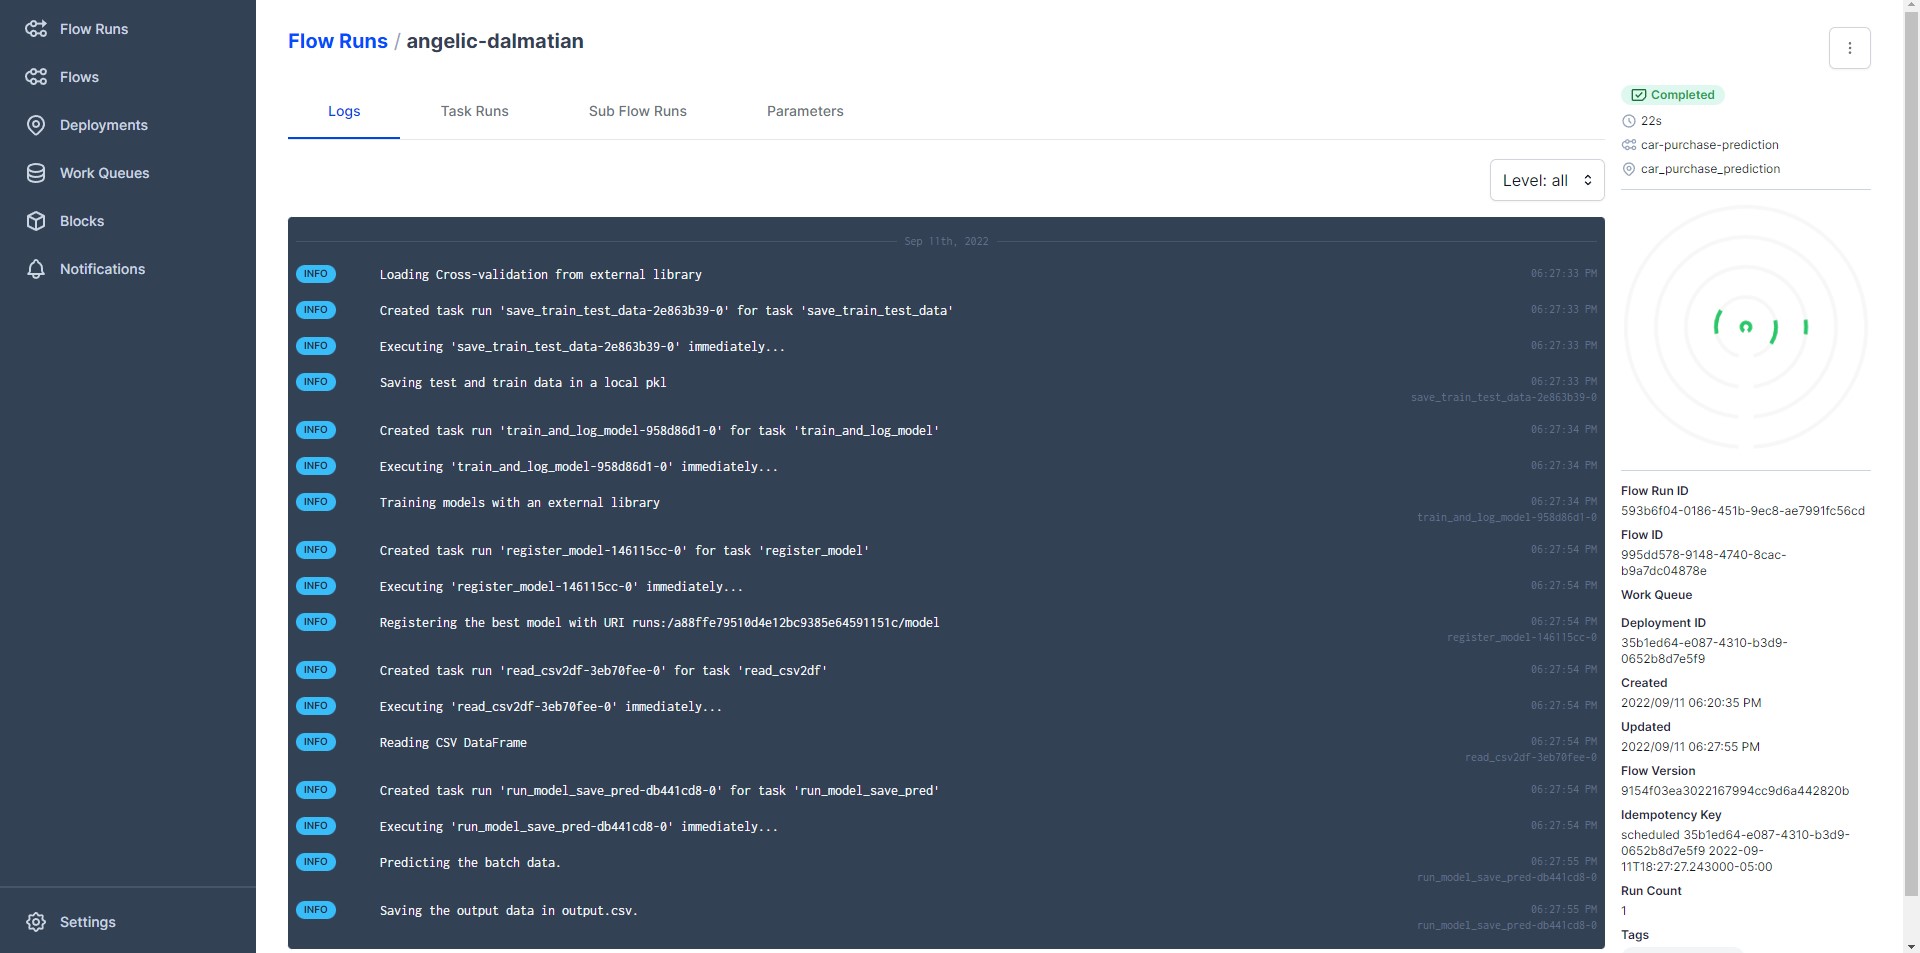 Flow Runs
Flows
Deployments
Work Queues
Blocks
Notifications
Settings
Flow Runs / angelic-dalmatian
Logs Task Runs Sub Flow Runs Parameters
Level: all
Sep 11th, 2022
INFO Loading Cross-validation from external library 06:27:33 PM
INFO Created task run 'save_train_test_data-2e863b39-0' for task 'save_train_test_data' 06:27:33 PM
INFO Executing 'save_train_test_data-2e863b39-0' immediately... 06:27:33 PM
INFO Saving test and train data in a local pkl 06:27:33 PM
save_train_test_data-2e863b39-0
INFO Created task run 'train_and_log_model-958d86d1-0' for task 'train_and_log_model' 06:27:34 PM
INFO Executing 'train_and_log_model-958d86d1-0' immediately... 06:27:34 PM
INFO Training models with an external library 06:27:34 PM
train_and_log_model-958d86d1-0
INFO Created task run 'register_model-146115cc-0' for task 'register_model' 06:27:54 PM
INFO Executing 'register_model-146115cc-0' immediately... 06:27:54 PM
INFO Registering the best model with URI runs:/a88ffe79510d4e12bc9385e64591151c/model 06:27:54 PM
register_model-146115cc-0
INFO Created task run 'read_csv2df-3eb70fee-0' for task 'read_csv2df' 06:27:54 PM
INFO Executing 'read_csv2df-3eb70fee-0' immediately... 06:27:54 PM
INFO Reading CSV DataFrame 06:27:54 PM
read_csv2df-3eb70fee-0
INFO Created task run 'run_model_save_pred-db441cd8-0' for task 'run_model_save_pred' 06:27:54 PM
INFO Executing 'run_model_save_pred-db441cd8-0' immediately... 06:27:54 PM
INFO Predicting the batch data. 06:27:55 PM
run_model_save_pred-db441cd8-0
INFO Saving the output data in output.csv. 06:27:55 PM
run_model_save_pred-db441cd8-0
Completed
22s
car-purchase-prediction
car_purchase_prediction
Flow Run ID
593b6f04-0186-451b-9ec8-ae7991fc56cd
Flow ID
995dd578-9148-4740-8cac-
b9a7dc04878e
Work Queue
Deployment ID
35b1ed64-e087-4310-b3d9-
0652b8d7e5f9
Created
2022/09/11 06:20:35 PM
Updated
2022/09/11 06:27:55 PM
Flow Version
9154f03ea3022167994cc9d6a442820b
Idempotency Key
scheduled 35b1ed64-e087-4310-b3d9-
0652b8d7e5f9 2022-09-
11T18:27:27.243000-05:00
Run Count
1
Tags